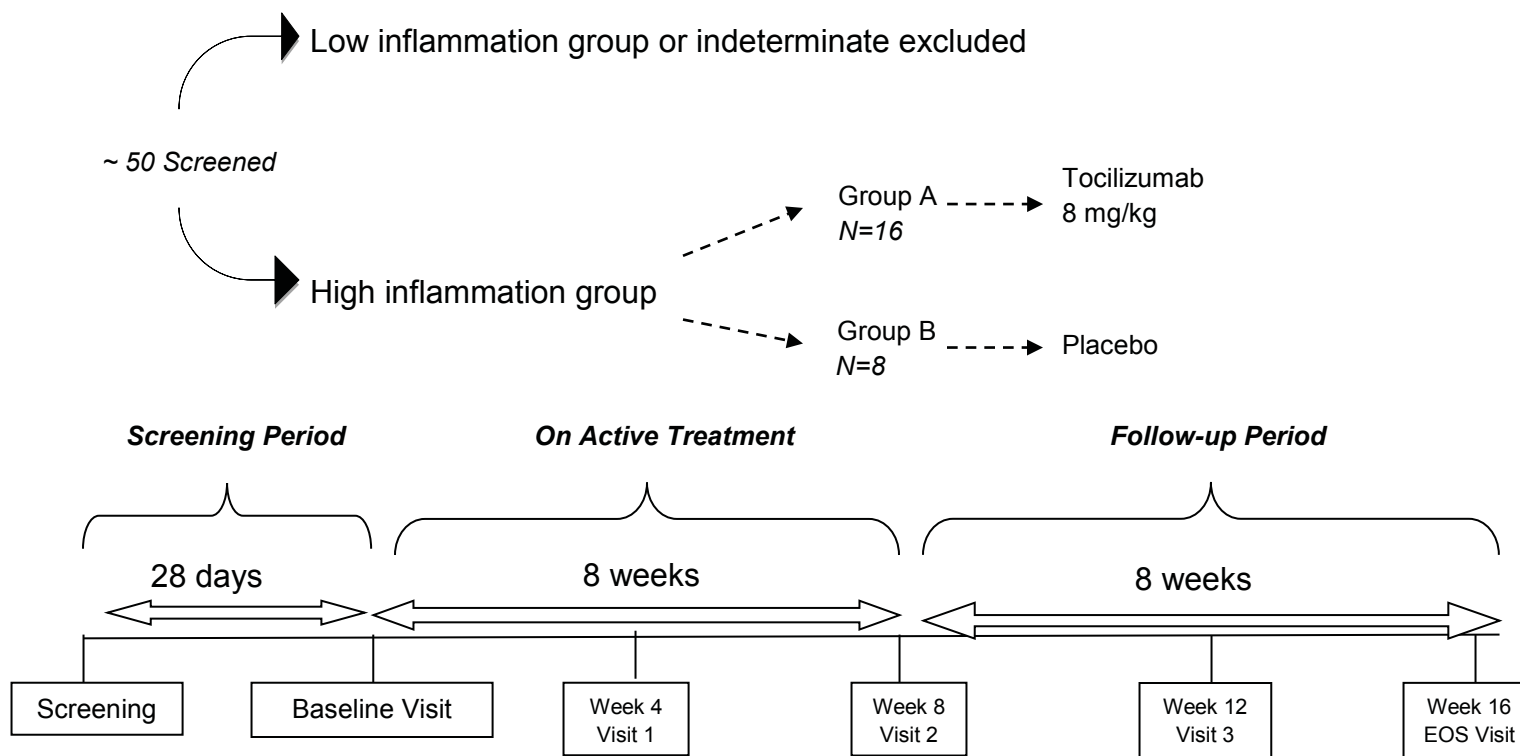 Low inflammation group or indeterminate excluded
~ 50 Screened
Tocilizumab
8 mg/kg
Group A
N=16
High inflammation group
Group B
N=8
Placebo
Screening Period
On Active Treatment
Follow-up Period
28 days
8 weeks
8 weeks
Screening
Baseline Visit
Week 4
Visit 1
Week 8
Visit 2
Week 12
Visit 3
Week 16
EOS Visit